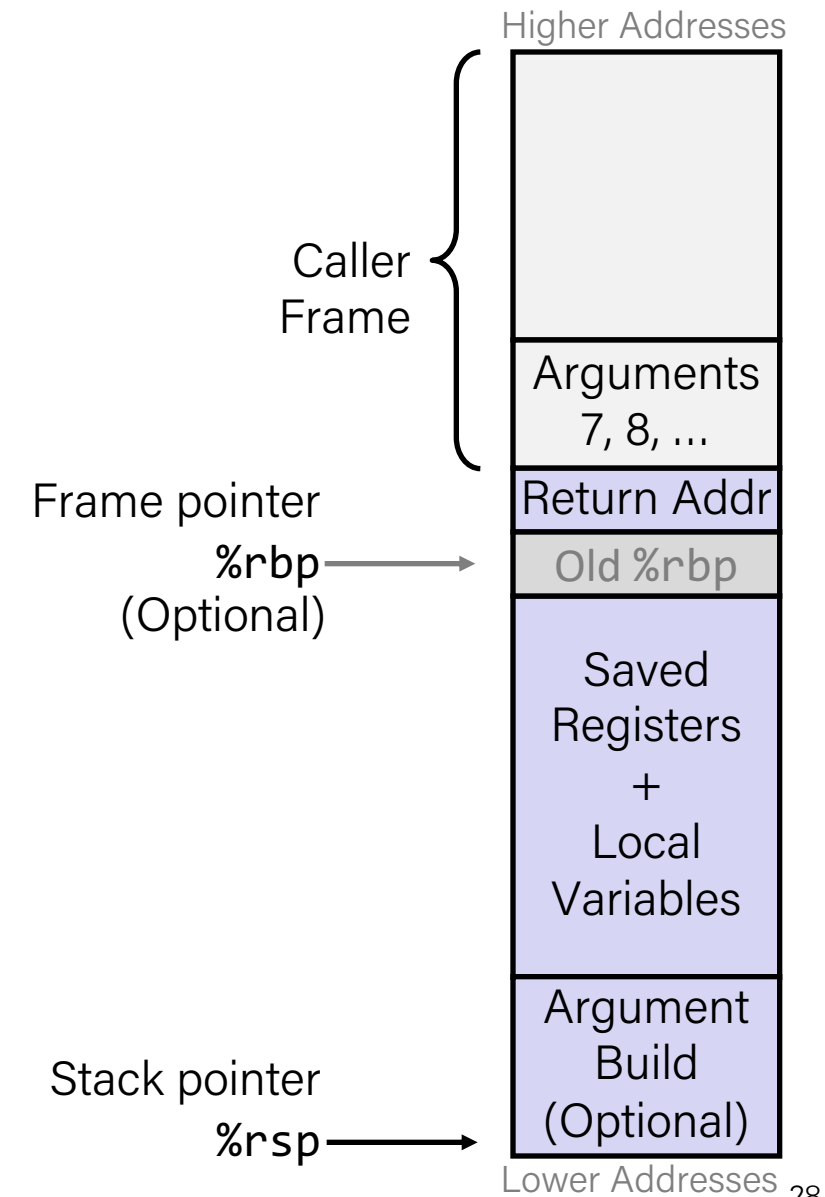 Higher Addresses
Caller
Frame
Arguments
7, 8, ...
Return Addr
Frame pointer
%rbp
(Optional)
Old %rbp
Saved
Registers
+
Local
Variables
Argument
Build
(Optional)
Stack pointer
%rsp
Lower Addresses
28